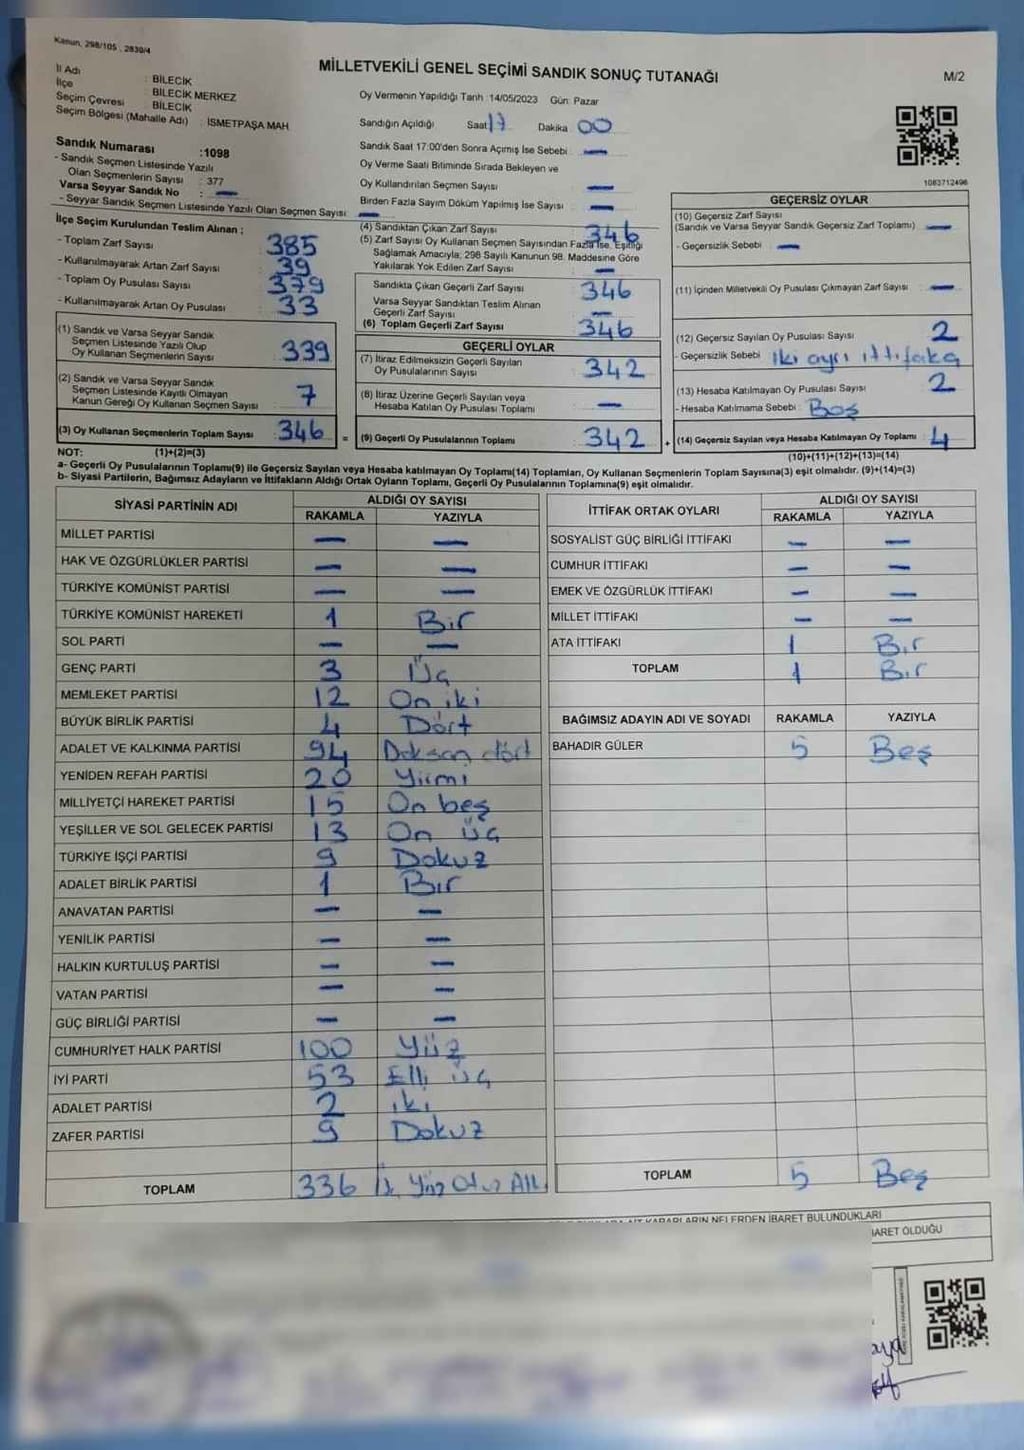 Kanun, 298/105 , 2839/4
MİLLETVEKİLİ GENEL SEÇİMİ SANDIK SONUÇ TUTANAĞI
M/2
İl Adı : BİLECİK
İlçe : BİLECİK MERKEZ
Seçim Çevresi : BİLECİK
Seçim Bölgesi (Mahalle Adı) : İSMETPAŞA MAH
Sandık Numarası :1098
- Sandık Seçmen Listesinde Yazılı
Olan Seçmenlerin Sayısı : 377
Varsa Seyyar Sandık No : —
- Seyyar Sandık Seçmen Listesinde Yazılı Olan Seçmen Sayısı : —
Oy Vermenin Yapıldığı Tarih :14/05/2023 Gün: Pazar
Sandığın Açıldığı Saat 17 Dakika 00
Sandık Saat 17:00'den Sonra Açımış İse Sebebi : —
Oy Verme Saati Bitiminde Sırada Bekleyen ve
Oy Kullandırılan Seçmen Sayısı : —
Birden Fazla Sayım Döküm Yapılmış İse Sayısı : —
1083712496
İlçe Seçim Kurulundan Teslim Alınan ;
- Toplam Zarf Sayısı : 385
- Kullanılmayarak Artan Zarf Sayısı : 39
- Toplam Oy Pusulası Sayısı : 379
- Kullanılmayarak Artan Oy Pusulası : 33
(1) Sandık ve Varsa Seyyar Sandık
Seçmen Listesinde Yazılı Olup
Oy Kullanan Seçmenlerin Sayısı : 339
(2) Sandık ve Varsa Seyyar Sandık
Seçmen Listesinde Kayıtlı Olmayan
Kanun Gereği Oy Kullanan Seçmen Sayısı : 7
(3) Oy Kullanan Seçmenlerin Toplam Sayısı : 346
(1)+(2)=(3)
(4) Sandıktan Çıkan Zarf Sayısı : 346
(5) Zarf Sayısı Oy Kullanan Seçmen Sayısından Fazla İse, Eşitliği
Sağlamak Amacıyla, 298 Sayılı Kanunun 98. Maddesine Göre
Yakılarak Yok Edilen Zarf Sayısı : —
Sandıkta Çıkan Geçerli Zarf Sayısı : 346
Varsa Seyyar Sandıktan Teslim Alınan
Geçerli Zarf Sayısı : —
(6) Toplam Geçerli Zarf Sayısı : 346
GEÇERLİ OYLAR
(7) İtiraz Edilmeksizin Geçerli Sayılan
Oy Pusulalarının Sayısı : 342
(8) İtiraz Üzerine Geçerli Sayılan veya
Hesaba Katılan Oy Pusulası Toplamı : —
= (9) Geçerli Oy Pusulalarının Toplamı : 342
GEÇERSİZ OYLAR
(10) Geçersiz Zarf Sayısı
(Sandık ve Varsa Seyyar Sandık Geçersiz Zarf Toplamı) : —
- Geçersizlik Sebebi : —
(11) İçinden Milletvekili Oy Pusulası Çıkmayan Zarf Sayısı : —
(12) Geçersiz Sayılan Oy Pusulası Sayısı : 2
- Geçersizlik Sebebi : İki ayrı ittifaka
(13) Hesaba Katılmayan Oy Pusulası Sayısı : 2
- Hesaba Katılmama Sebebi : Boş
+ (14) Geçersiz Sayılan veya Hesaba Katılmayan Oy Toplamı : 4
(10)+(11)+(12)+(13)=(14)
NOT:
a- Geçerli Oy Pusulalarının Toplamı(9) ile Geçersiz Sayılan veya Hesaba katılmayan Oy Toplamı(14) Toplamları, Oy Kullanan Seçmenlerin Toplam Sayısına(3) eşit olmalıdır. (9)+(14)=(3)
b- Siyasi Partilerin, Bağımsız Adayların ve İttifakların Aldığı Ortak Oyların Toplamı, Geçerli Oy Pusulalarının Toplamına(9) eşit olmalıdır.
SİYASİ PARTİNİN ADI ALDIĞI OY SAYISI
RAKAMLA YAZIYLA
MİLLET PARTİSİ — —
HAK VE ÖZGÜRLÜKLER PARTİSİ — —
TÜRKİYE KOMÜNİST PARTİSİ — —
TÜRKİYE KOMÜNİST HAREKETİ 1 Bir
SOL PARTİ — —
GENÇ PARTİ 3 Üç
MEMLEKET PARTİSİ 12 On iki
BÜYÜK BİRLİK PARTİSİ 4 Dört
ADALET VE KALKINMA PARTİSİ 94 Doksan dört
YENİDEN REFAH PARTİSİ 20 Yirmi
MİLLİYETÇİ HAREKET PARTİSİ 15 On beş
YEŞİLLER VE SOL GELECEK PARTİSİ 13 On üç
TÜRKİYE İŞÇİ PARTİSİ 9 Dokuz
ADALET BİRLİK PARTİSİ 1 Bir
ANAVATAN PARTİSİ — —
YENİLİK PARTİSİ — —
HALKIN KURTULUŞ PARTİSİ — —
VATAN PARTİSİ — —
GÜÇ BİRLİĞİ PARTİSİ — —
CUMHURİYET HALK PARTİSİ 100 Yüz
İYİ PARTİ 53 Elli üç
ADALET PARTİSİ 2 iki
ZAFER PARTİSİ 9 Dokuz
TOPLAM 336 Üç Yüz Otuz Altı
İTTİFAK ORTAK OYLARI ALDIĞI OY SAYISI
RAKAMLA YAZIYLA
SOSYALİST GÜÇ BİRLİĞİ İTTİFAKI — —
CUMHUR İTTİFAKI — —
EMEK VE ÖZGÜRLÜK İTTİFAKI — —
MİLLET İTTİFAKI — —
ATA İTTİFAKI 1 Bir
TOPLAM 1 Bir
BAĞIMSIZ ADAYIN ADI VE SOYADI RAKAMLA YAZIYLA
BAHADIR GÜLER 5 Beş
TOPLAM 5 Beş
KARARLARIN NELERDEN İBARET BULUNDUKLARI
İBARET OLDUĞU